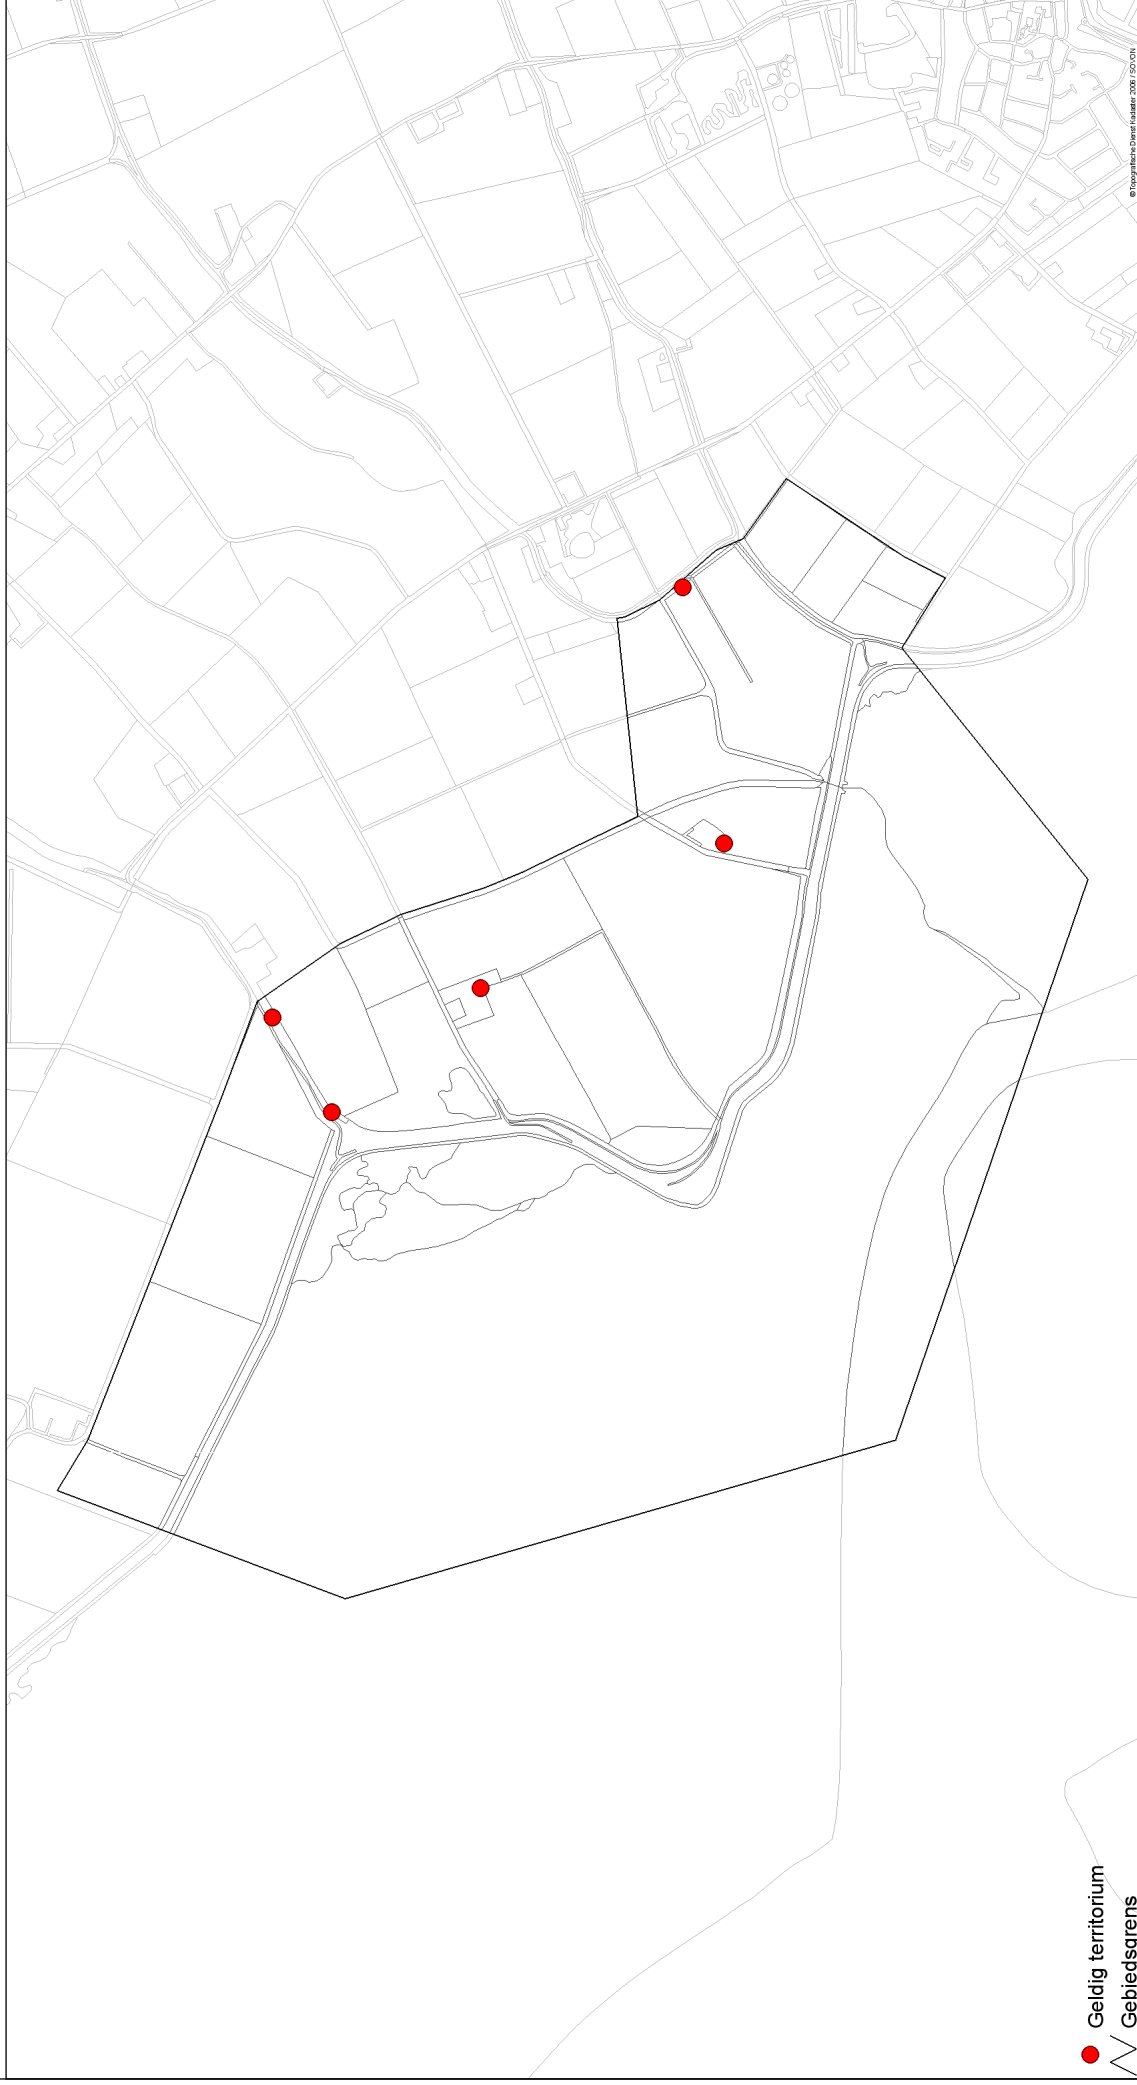 © Topografische Dienst Kadaster 2006 / SOVON
Geldig territorium
Gebiedsgrens